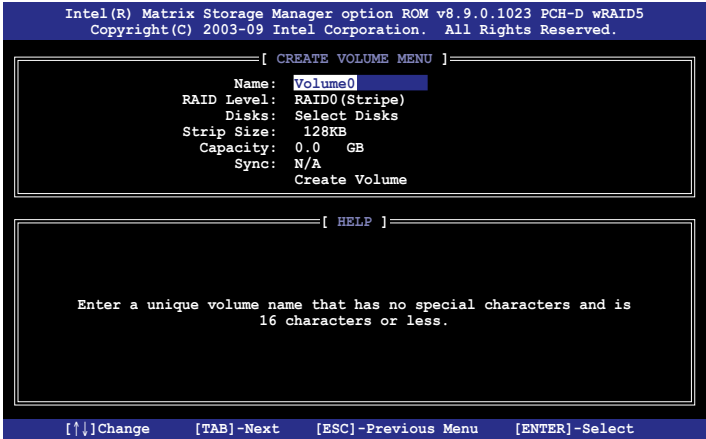 Intel(R) Matrix Storage Manager option ROM v8.9.0.1023 PCH-D wRAID5
Copyright(C) 2003-09 Intel Corporation. All Rights Reserved.
[ CREATE VOLUME MENU ]
Name: Volume0
RAID Level: RAID0(Stripe)
Disks: Select Disks
Strip Size: 128KB
Capacity: 0.0 GB
Sync: N/A
Create Volume
[ HELP ]
Enter a unique volume name that has no special characters and is
16 characters or less.
[↑↓]Change [TAB]-Next [ESC]-Previous Menu [ENTER]-Select